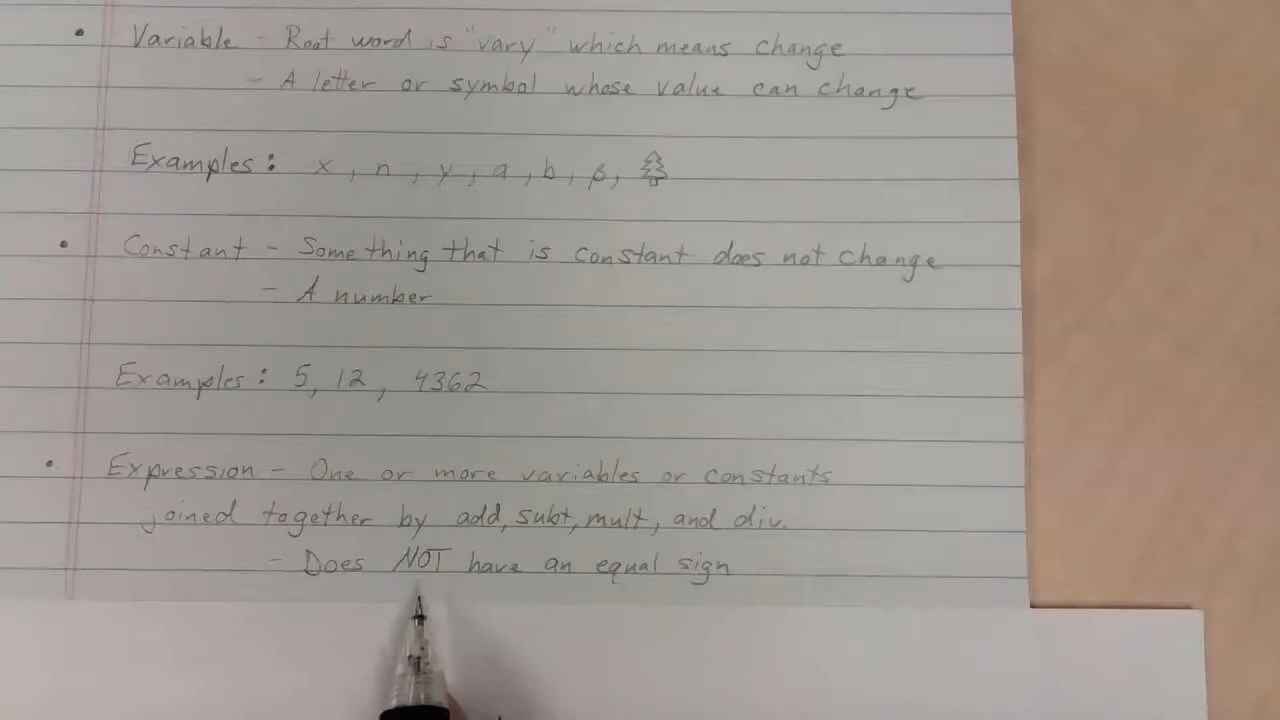 • Variable - Root word is "vary" which means change
- A letter or symbol whose value can change
Examples: x, n, y, a, b, β, 🌲
• Constant - Something that is constant does not change
- A number
Examples: 5, 12, 4362
• Expression - One or more variables or constants
joined together by add, subt, mult, and div.
- Does NOT have an equal sign